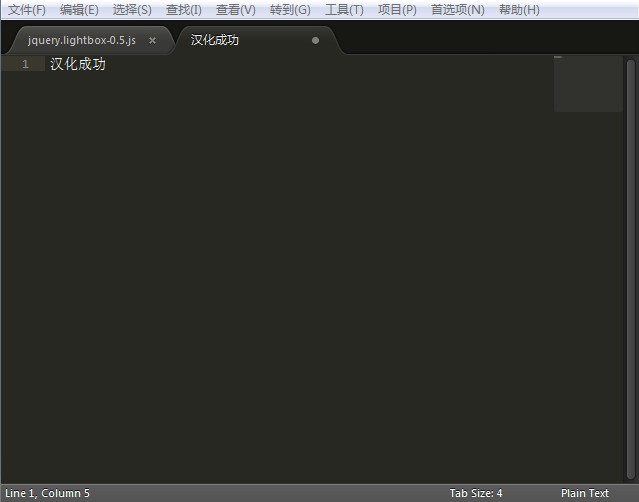 文件(F) 编辑(E) 选择(S) 查找(I) 查看(V) 转到(G) 工具(T) 项目(P) 首选项(N) 帮助(H)
jquery.lightbox-0.5.js × 汉化成功
1 汉化成功
Line 1, Column 5 Tab Size: 4 Plain Text